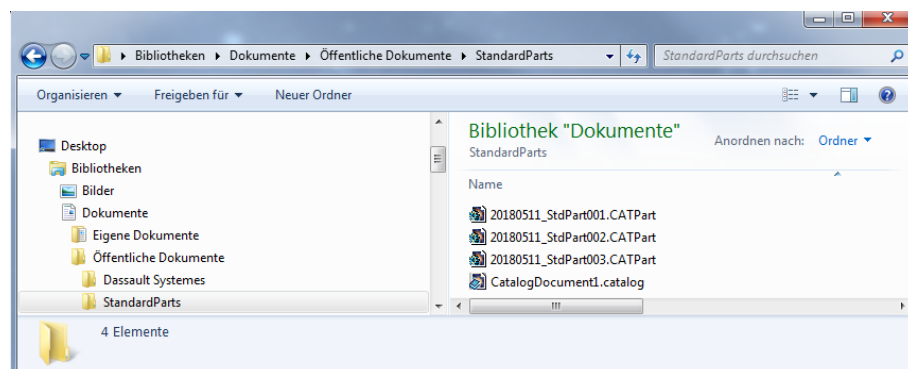 Bibliotheken Dokumente Öffentliche Dokumente StandardParts StandardParts durchsuchen
Organisieren Freigeben für Neuer Ordner
Desktop
Bibliotheken
Bilder
Dokumente
Eigene Dokumente
Öffentliche Dokumente
Dassault Systemes
StandardParts
Bibliothek "Dokumente"
StandardParts
Anordnen nach: Ordner
Name
20180511_StdPart001.CATPart
20180511_StdPart002.CATPart
20180511_StdPart003.CATPart
CatalogDocument1.catalog
4 Elemente